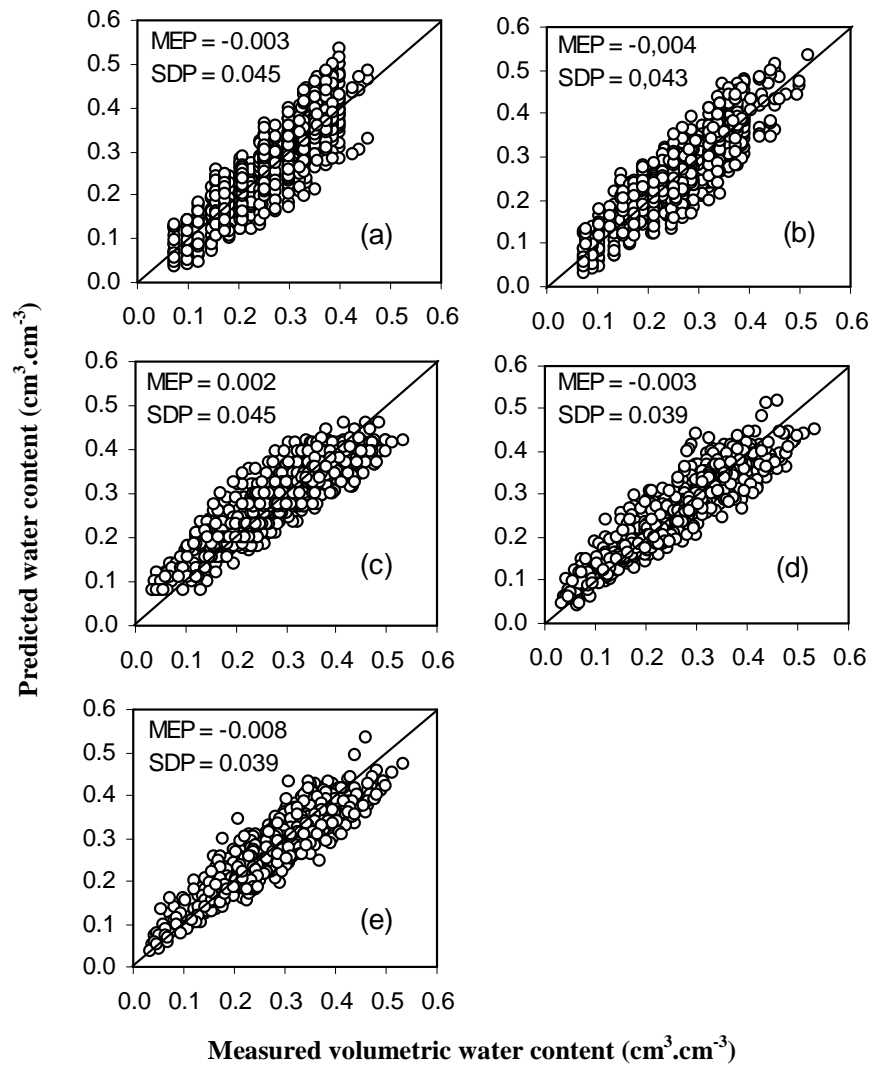 MEP = -0.003
SDP = 0.045
(a)
0.6
0.5
0.4
0.3
0.2
0.1
0.0
0.0 0.1 0.2 0.3 0.4 0.5 0.6
MEP = -0,004
SDP = 0,043
(b)
0.6
0.5
0.4
0.3
0.2
0.1
0.0
0.0 0.1 0.2 0.3 0.4 0.5 0.6
Predicted water content (cm³.cm⁻³)
MEP = 0.002
SDP = 0.045
(c)
0.6
0.5
0.4
0.3
0.2
0.1
0.0
0.0 0.1 0.2 0.3 0.4 0.5 0.6
MEP = -0.003
SDP = 0.039
(d)
0.6
0.5
0.4
0.3
0.2
0.1
0.0
0.0 0.1 0.2 0.3 0.4 0.5 0.6
MEP = -0.008
SDP = 0.039
(e)
0.6
0.5
0.4
0.3
0.2
0.1
0.0
0.0 0.1 0.2 0.3 0.4 0.5 0.6
Measured volumetric water content (cm³.cm⁻³)